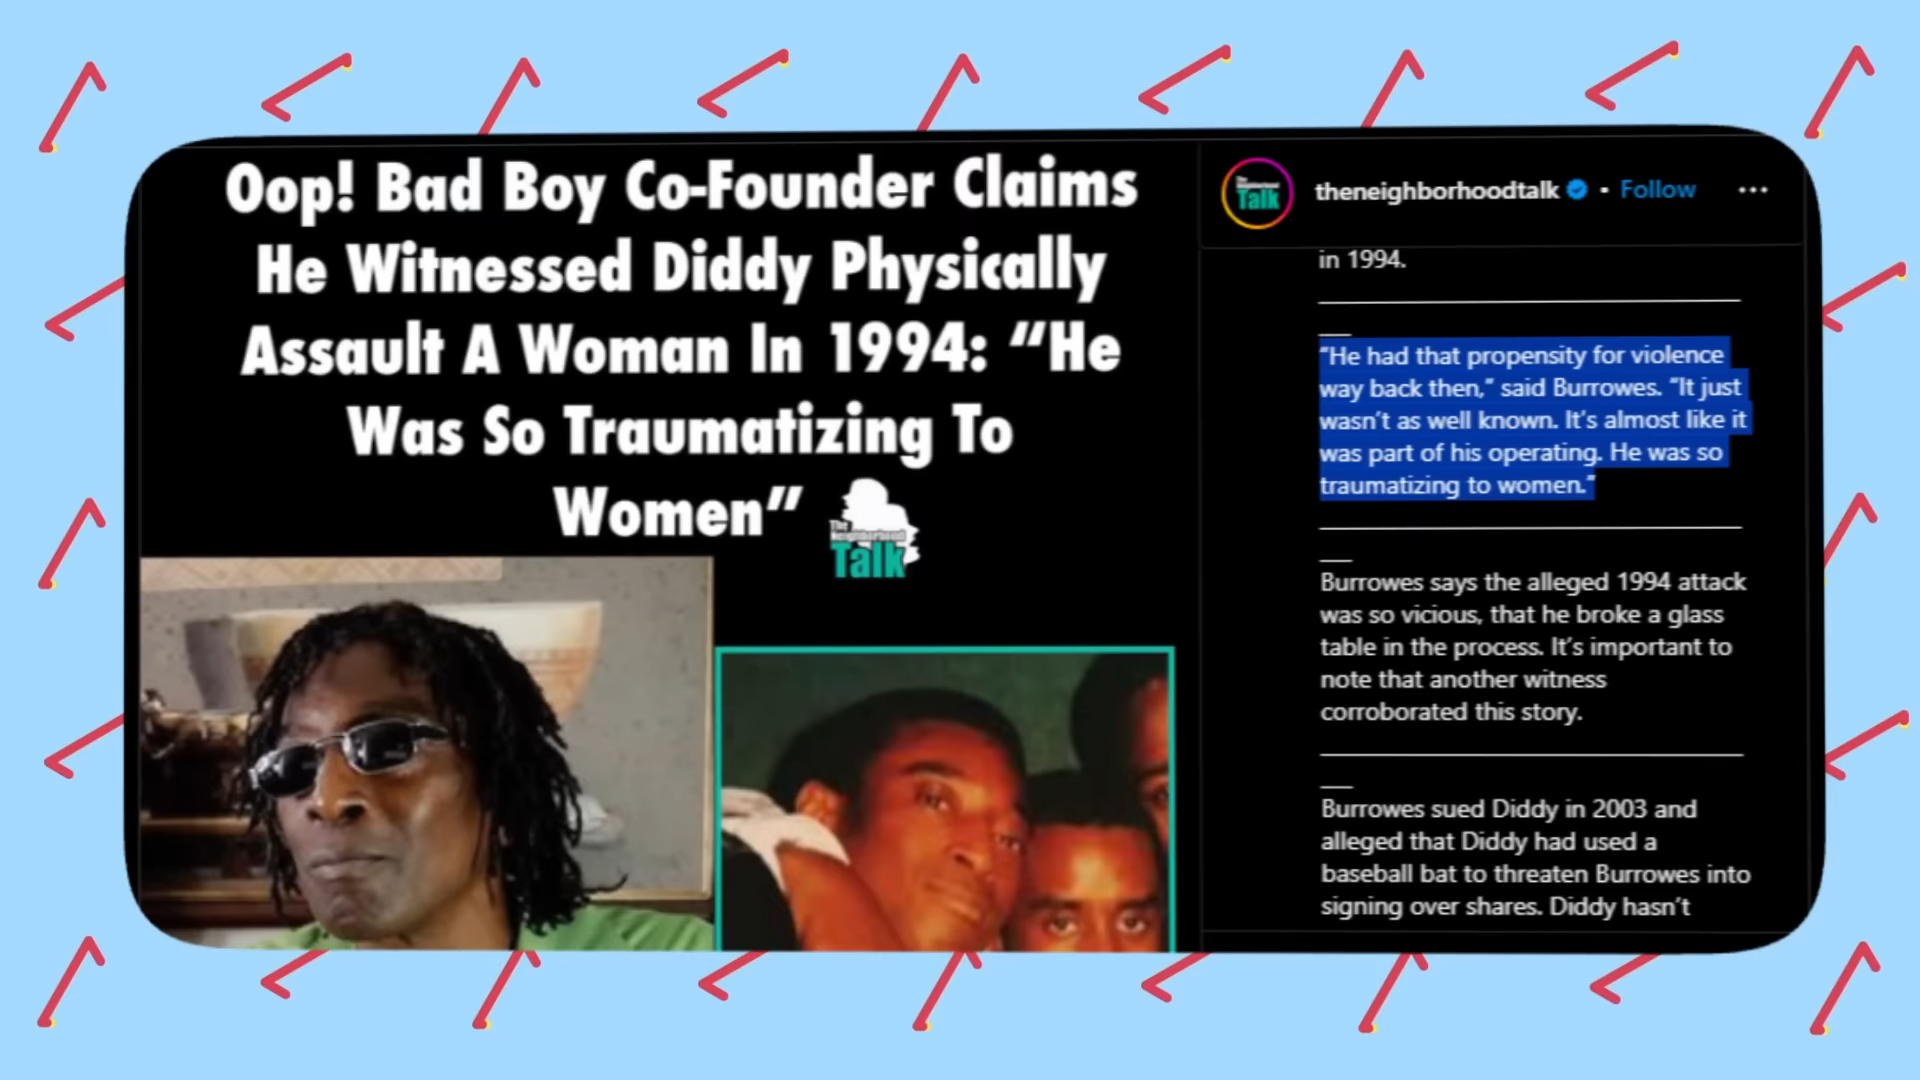 Oop! Bad Boy Co-Founder Claims
He Witnessed Diddy Physically
Assault A Woman In 1994: “He
Was So Traumatizing To
Women”
The
Neighborhood
Talk
The
Neighborhood
Talk
theneighborhoodtalk • Follow
in 1994.
“He had that propensity for violence
way back then,” said Burrowes. “It just
wasn’t as well known. It’s almost like it
was part of his operating. He was so
traumatizing to women.”
Burrowes says the alleged 1994 attack
was so vicious, that he broke a glass
table in the process. It’s important to
note that another witness
corroborated this story.
Burrowes sued Diddy in 2003 and
alleged that Diddy had used a
baseball bat to threaten Burrowes into
signing over shares. Diddy hasn’t